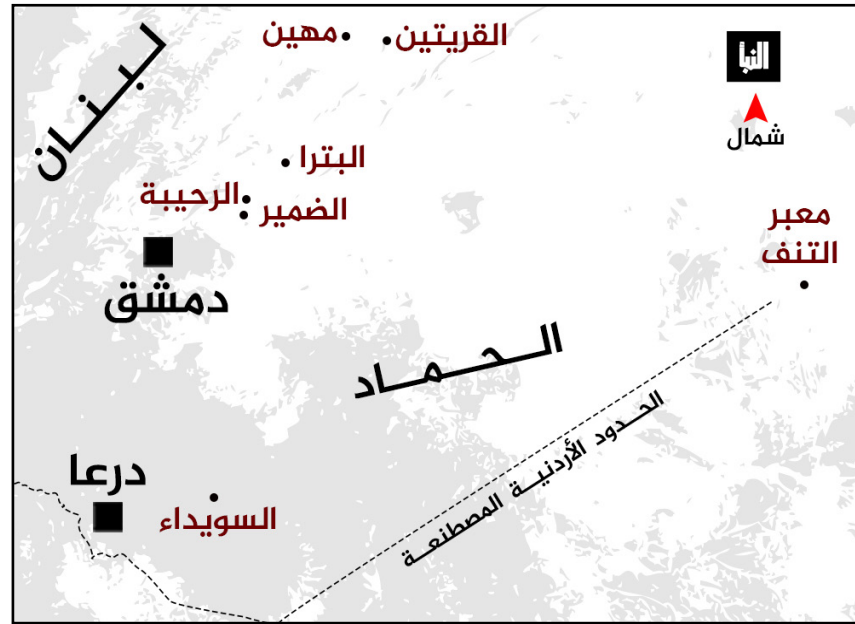 القريتين
مهين
النبأ
شمال
لبنان
البترا
الرحيبة
الضمير
معبر
التنف
دمشق
الحماد
الحدود الأردنية المصطنعة
درعا
السويداء